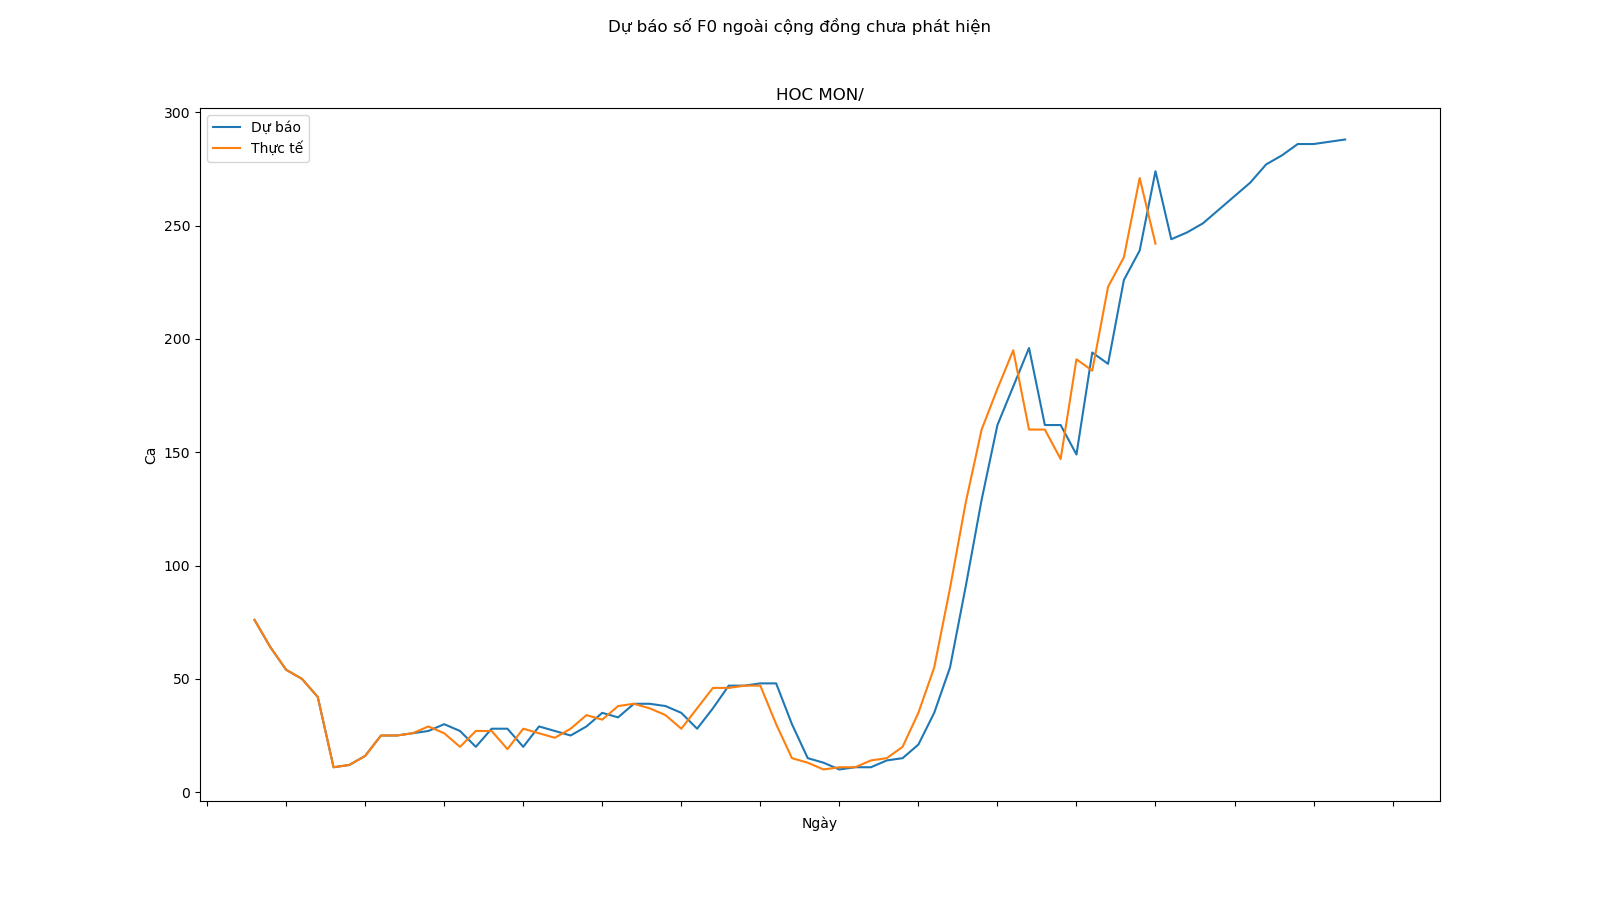 Dự báo số F0 ngoài cộng đồng chưa phát hiện
HOC MON/
300
250
200
150
100
50
0
Ca
Dự báo
Thực tế
Ngày